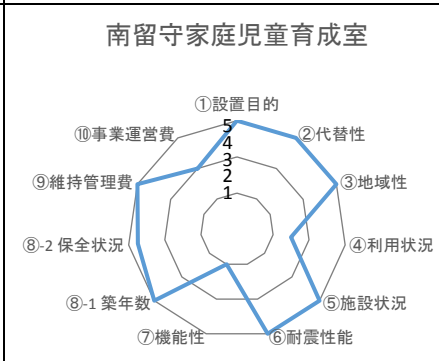 南留守家庭児童育成室
①設置目的
②代替性
③地域性
④利用状況
⑤施設状況
⑥耐震性能
⑦機能性
⑧-1 築年数
⑧-2 保全状況
⑨維持管理費
⑩事業運営費
5
4
3
2
1